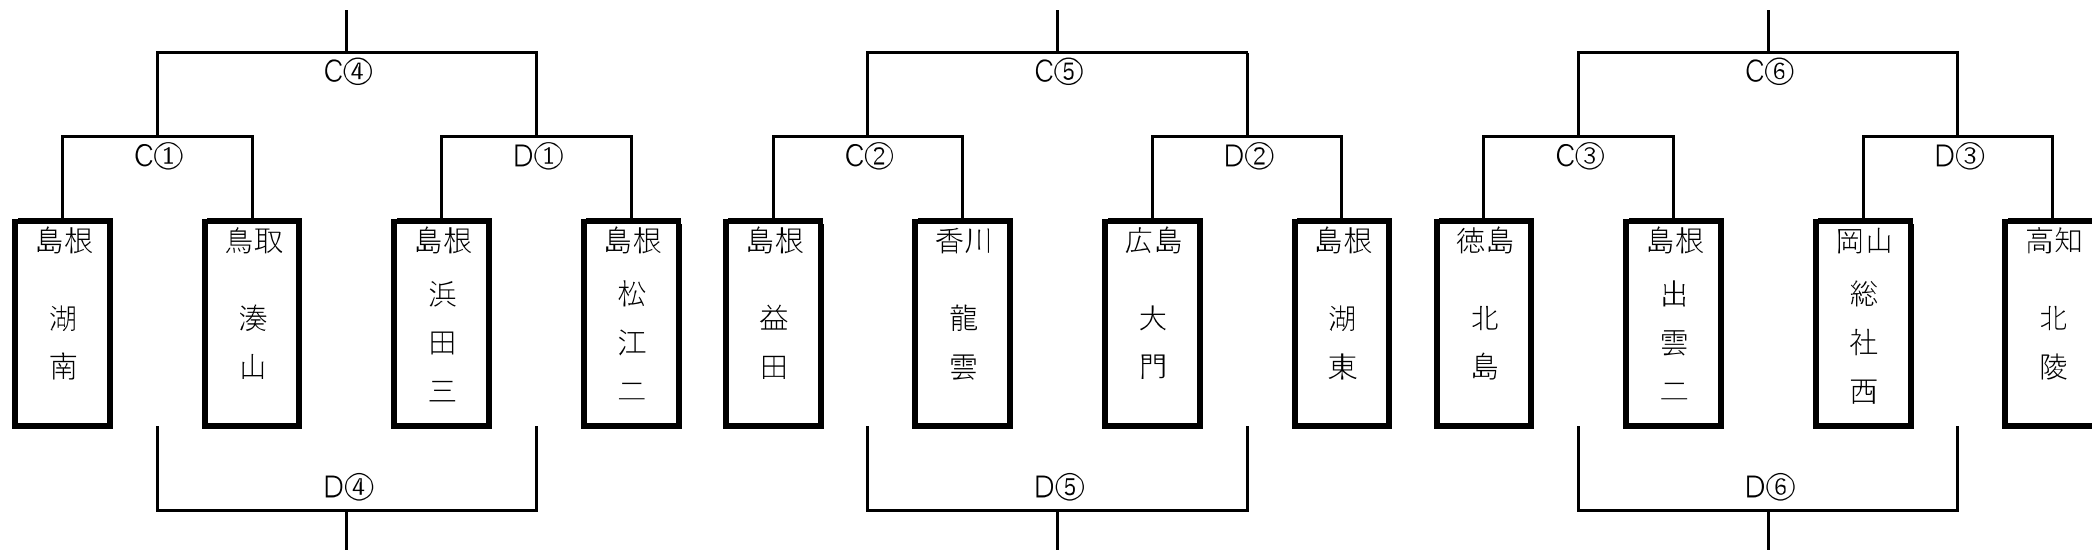 C④
C⑤
C⑥
C①
D①
C②
D②
C③
D③
島根
湖南
鳥取
湊山
島根
浜田三
島根
松江二
島根
益田
香川
龍雲
広島
大門
島根
湖東
徳島
北島
島根
出雲二
岡山
総社西
高知
北陵
D④
D⑤
D⑥